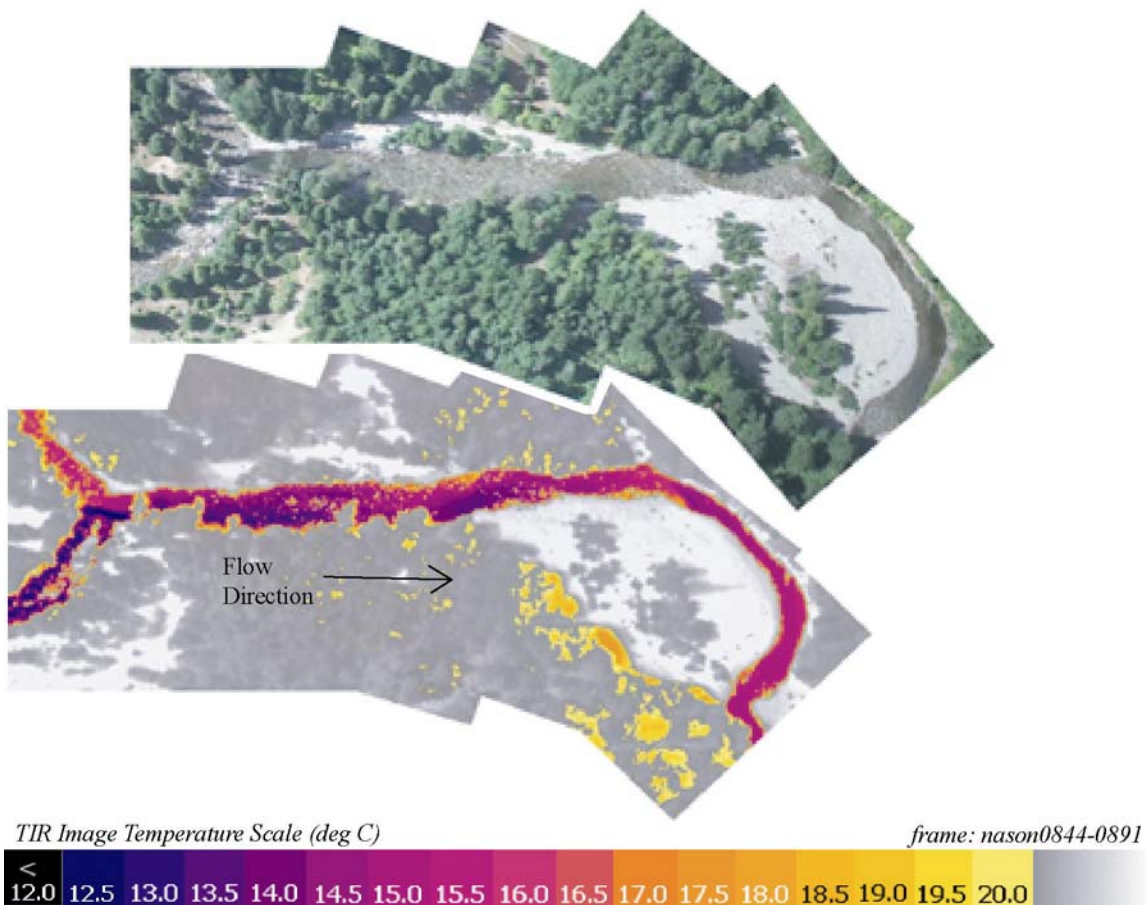 Flow
Direction
TIR Image Temperature Scale (deg C)
frame: nason0844-0891
<
12.0 12.5 13.0 13.5 14.0 14.5 15.0 15.5 16.0 16.5 17.0 17.5 18.0 18.5 19.0 19.5 20.0